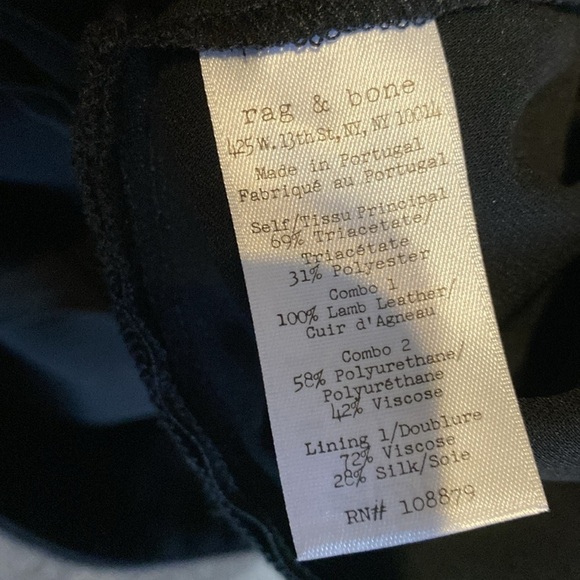 rag & bone
425 W. 13th St, NY, NY 10014
Made in Portugal
Fabriqué au Portugal
Self/Tissu Principal
69% Triacetate/
Triacétate
31% Polyester
Combo 1
100% Lamb Leather/
Cuir d'Agneau
Combo 2
58% Polyurethane/
Polyuréthane
42% Viscose
Lining 1/Doublure
72% Viscose
28% Silk/Soie
RN# 108879